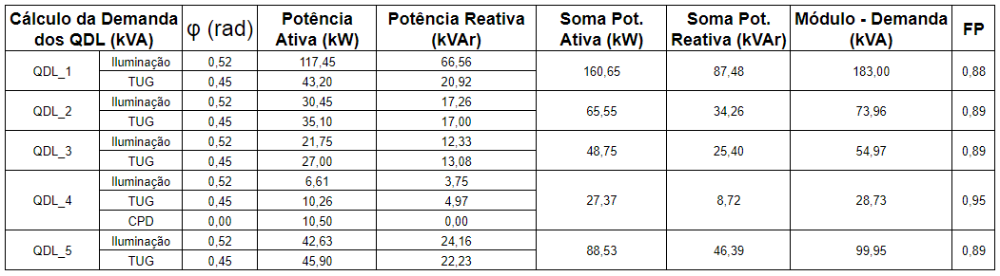 Cálculo da Demanda dos QDL (kVA) φ (rad) Potência Ativa (kW) Potência Reativa (kVAr) Soma Pot. Ativa (kW) Soma Pot. Reativa (kVAr) Módulo - Demanda (kVA) FP
QDL_1 Iluminação 0,52 117,45 66,56 160,65 87,48 183,00 0,88
TUG 0,45 43,20 20,92
QDL_2 Iluminação 0,52 30,45 17,26 65,55 34,26 73,96 0,89
TUG 0,45 35,10 17,00
QDL_3 Iluminação 0,52 21,75 12,33 48,75 25,40 54,97 0,89
TUG 0,45 27,00 13,08
QDL_4 Iluminação 0,52 6,61 3,75 27,37 8,72 28,73 0,95
TUG 0,45 10,26 4,97
CPD 0,00 10,50 0,00
QDL_5 Iluminação 0,52 42,63 24,16 88,53 46,39 99,95 0,89
TUG 0,45 45,90 22,23